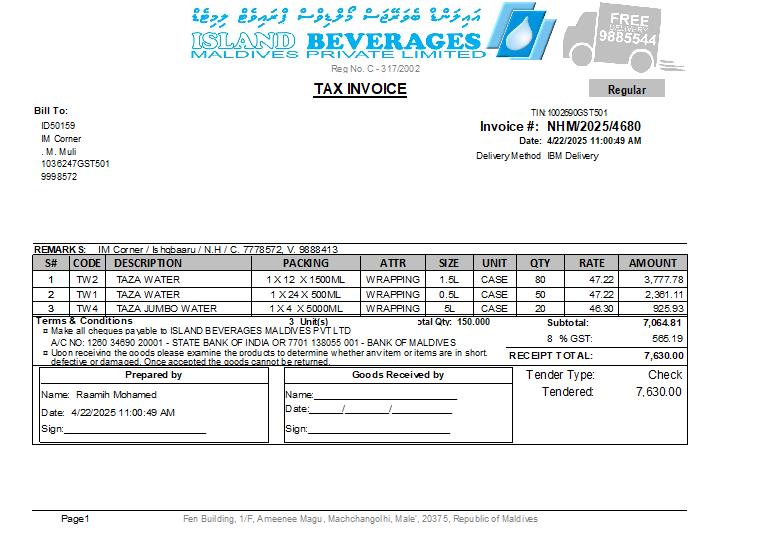 އައިލަންޑް ބެވަރޭޖަސް މޯލްޑިވްސް ޕްރައިވެޓް ލިމިޓެޑް
ISLAND BEVERAGES
MALDIVES PRIVATE LIMITED
FREE
DELIVERY
9885544
Reg No. C - 317/2002
TAX INVOICE
Regular
Bill To:
TIN:1002690GST501
ID50159
Invoice #: NHM/2025/4680
IM Corner
Date: 4/22/2025 11:00:49 AM
. M. Muli
Delivery Method IBM Delivery
1036247GST501
9998572
REMARKS: IM Corner / Ishqbaaru / N.H / C. 7778572, V. 9888413
S# CODE DESCRIPTION PACKING ATTR SIZE UNIT QTY RATE AMOUNT
1 TW2 TAZA WATER 1 X 12 X 1500ML WRAPPING 1.5L CASE 80 47.22 3,777.78
2 TW1 TAZA WATER 1 X 24 X 500ML WRAPPING 0.5L CASE 50 47.22 2,361.11
3 TW4 TAZA JUMBO WATER 1 X 4 X 5000ML WRAPPING 5L CASE 20 46.30 925.93
Terms & Conditions 3 Unit(s) otal Qty: 150.000 Subtotal: 7,064.81
¤ Make all cheques payable to ISLAND BEVERAGES MALDIVES PVT LTD
A/C NO: 1260 34690 20001 - STATE BANK OF INDIA OR 7701 138055 001 - BANK OF MALDIVES
8 % GST: 565.19
¤ Upon receiving the goods please examine the products to determine whether any item or items are in short,
defective or damaged. Once accepted the goods cannot be returned.
RECEIPT TOTAL: 7,630.00
Prepared by
Goods Received by
Tender Type: Check
Name: Raamih Mohamed
Name:
Tendered: 7,630.00
Date: 4/22/2025 11:00:49 AM
Date: / /
Sign:
Sign:
Page1
Fen Building, 1/F, Ameenee Magu, Machchangolhi, Male', 20375, Republic of Maldives